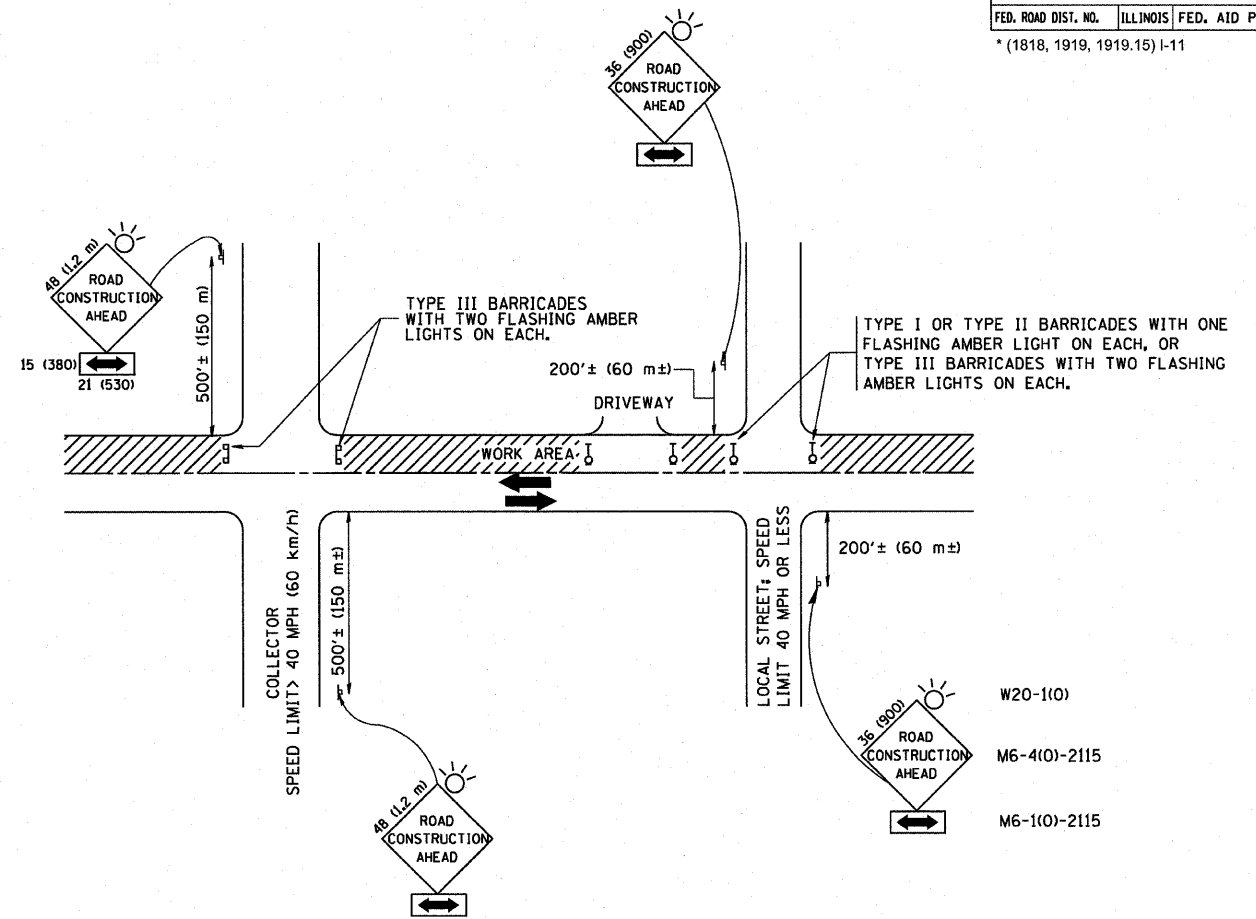 FED. ROAD DIST. NO. ILLINOIS FED. AID P
* (1818, 1919, 1919.15) I-11
36 (900)
ROAD
CONSTRUCTION
AHEAD
48 (1.2 m)
ROAD
CONSTRUCTION
AHEAD
15 (380)
21 (530)
500'± (150 m)
TYPE III BARRICADES
WITH TWO FLASHING AMBER
LIGHTS ON EACH.
200'± (60 m±)
DRIVEWAY
TYPE I OR TYPE II BARRICADES WITH ONE
FLASHING AMBER LIGHT ON EACH, OR
TYPE III BARRICADES WITH TWO FLASHING
AMBER LIGHTS ON EACH.
WORK AREA
COLLECTOR
SPEED LIMIT> 40 MPH (60 km/h)
500'± (150 m±)
LOCAL STREET; SPEED
LIMIT 40 MPH OR LESS
200'± (60 m±)
48 (1.2 m)
ROAD
CONSTRUCTION
AHEAD
36 (900)
ROAD
CONSTRUCTION
AHEAD
W20-1(O)
M6-4(O)-2115
M6-1(O)-2115